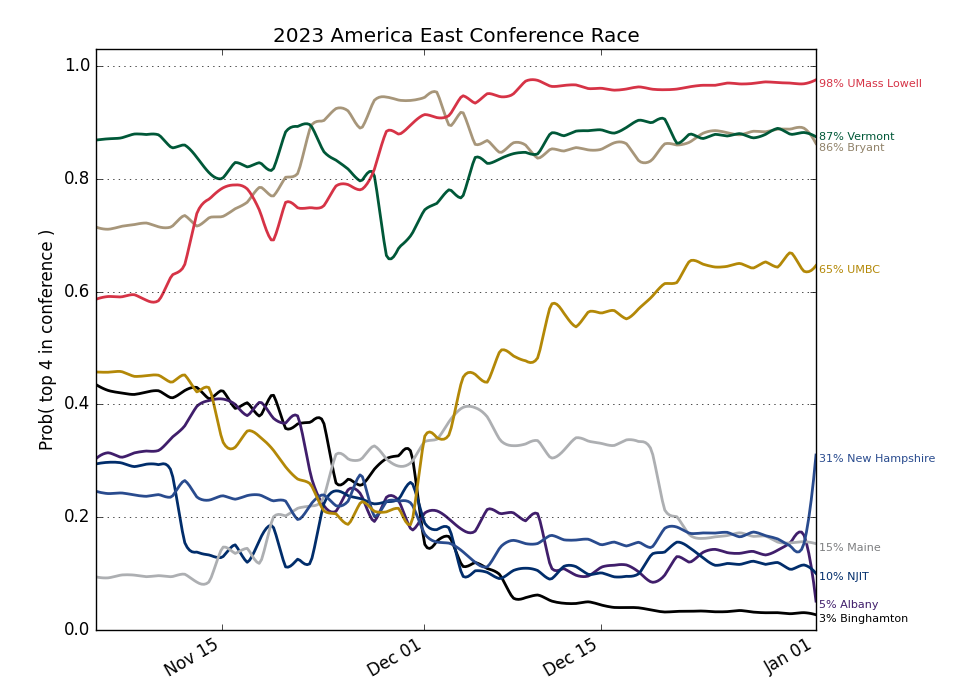 2023 America East Conference Race
Prob( top 4 in conference )
1.0
0.8
0.6
0.4
0.2
0.0
Nov 15
Dec 01
Dec 15
Jan 01
98% UMass Lowell
87% Vermont
86% Bryant
65% UMBC
31% New Hampshire
15% Maine
10% NJIT
5% Albany
3% Binghamton